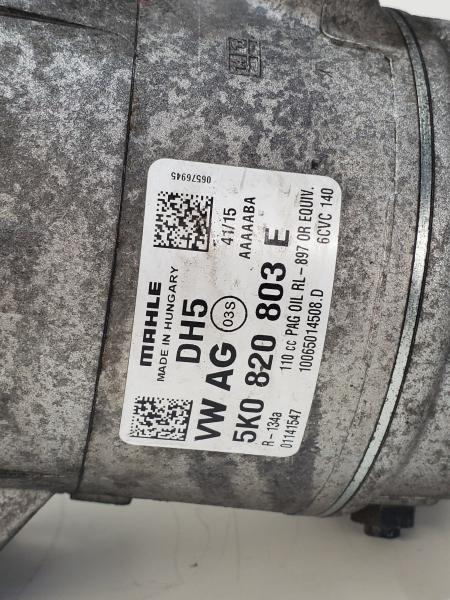 06576945
MAHLE
MADE IN HUNGARY
41/15
AAAAABA
DH5
03S
VW AG
5K0 820 803 E
R-134a 110 cc PAG OIL RL-897 OR EQUIV.
01141547 10065014508.D 6CVC 140